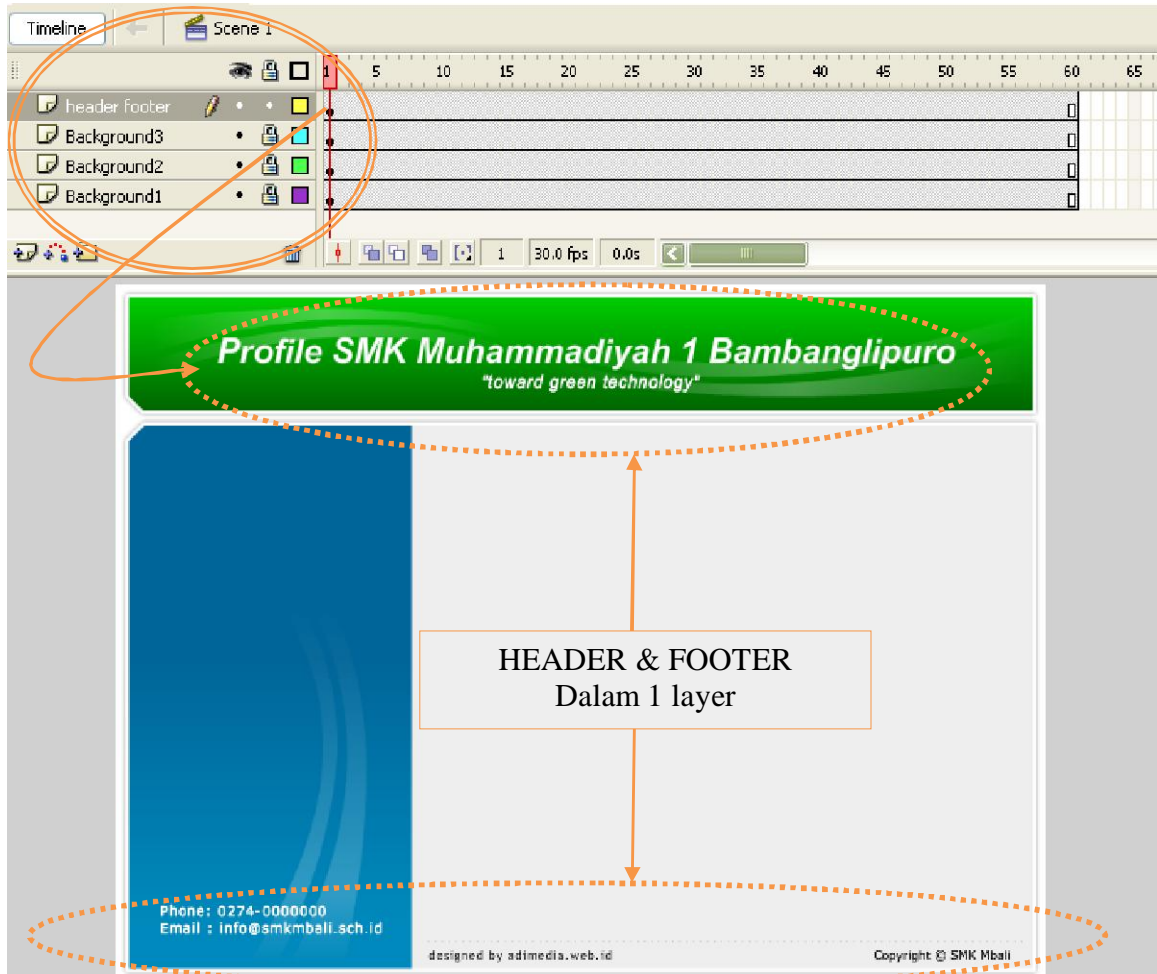 Timeline Scene 1
1 5 10 15 20 25 30 35 40 45 50 55 60 65
header footer
Background3
Background2
Background1
1 30.0 fps 0.0s
Profile SMK Muhammadiyah 1 Bambanglipuro
"toward green technology"
HEADER & FOOTER
Dalam 1 layer
Phone: 0274-0000000
Email : info@smkmbali.sch.id
designed by adimedia.web.id Copyright © SMK Mbali